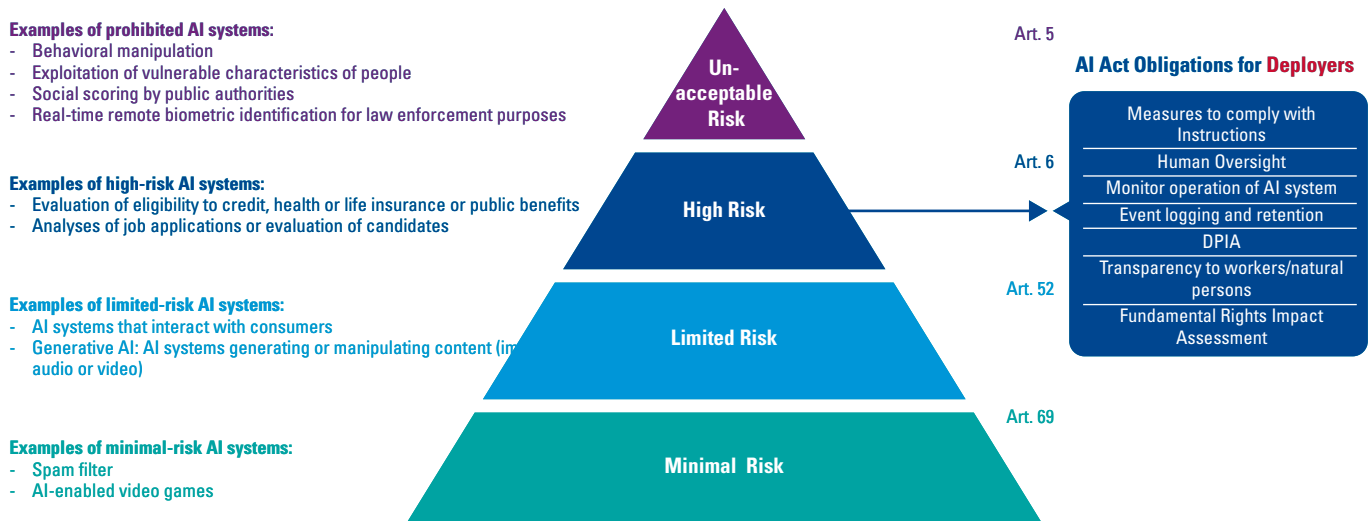 Examples of prohibited AI systems:
- Behavioral manipulation
- Exploitation of vulnerable characteristics of people
- Social scoring by public authorities
- Real-time remote biometric identification for law enforcement purposes
Un-
acceptable
Risk
Art. 5
AI Act Obligations for Deployers
Measures to comply with
Instructions
Human Oversight
Monitor operation of AI system
Event logging and retention
DPIA
Transparency to workers/natural
persons
Fundamental Rights Impact
Assessment
Examples of high-risk AI systems:
- Evaluation of eligibility to credit, health or life insurance or public benefits
- Analyses of job applications or evaluation of candidates
High Risk
Art. 6
Examples of limited-risk AI systems:
- AI systems that interact with consumers
- Generative AI: AI systems generating or manipulating content
audio or video)
Limited Risk
Art. 52
Examples of minimal-risk AI systems:
- Spam filter
- AI-enabled video games
Minimal Risk
Art. 69